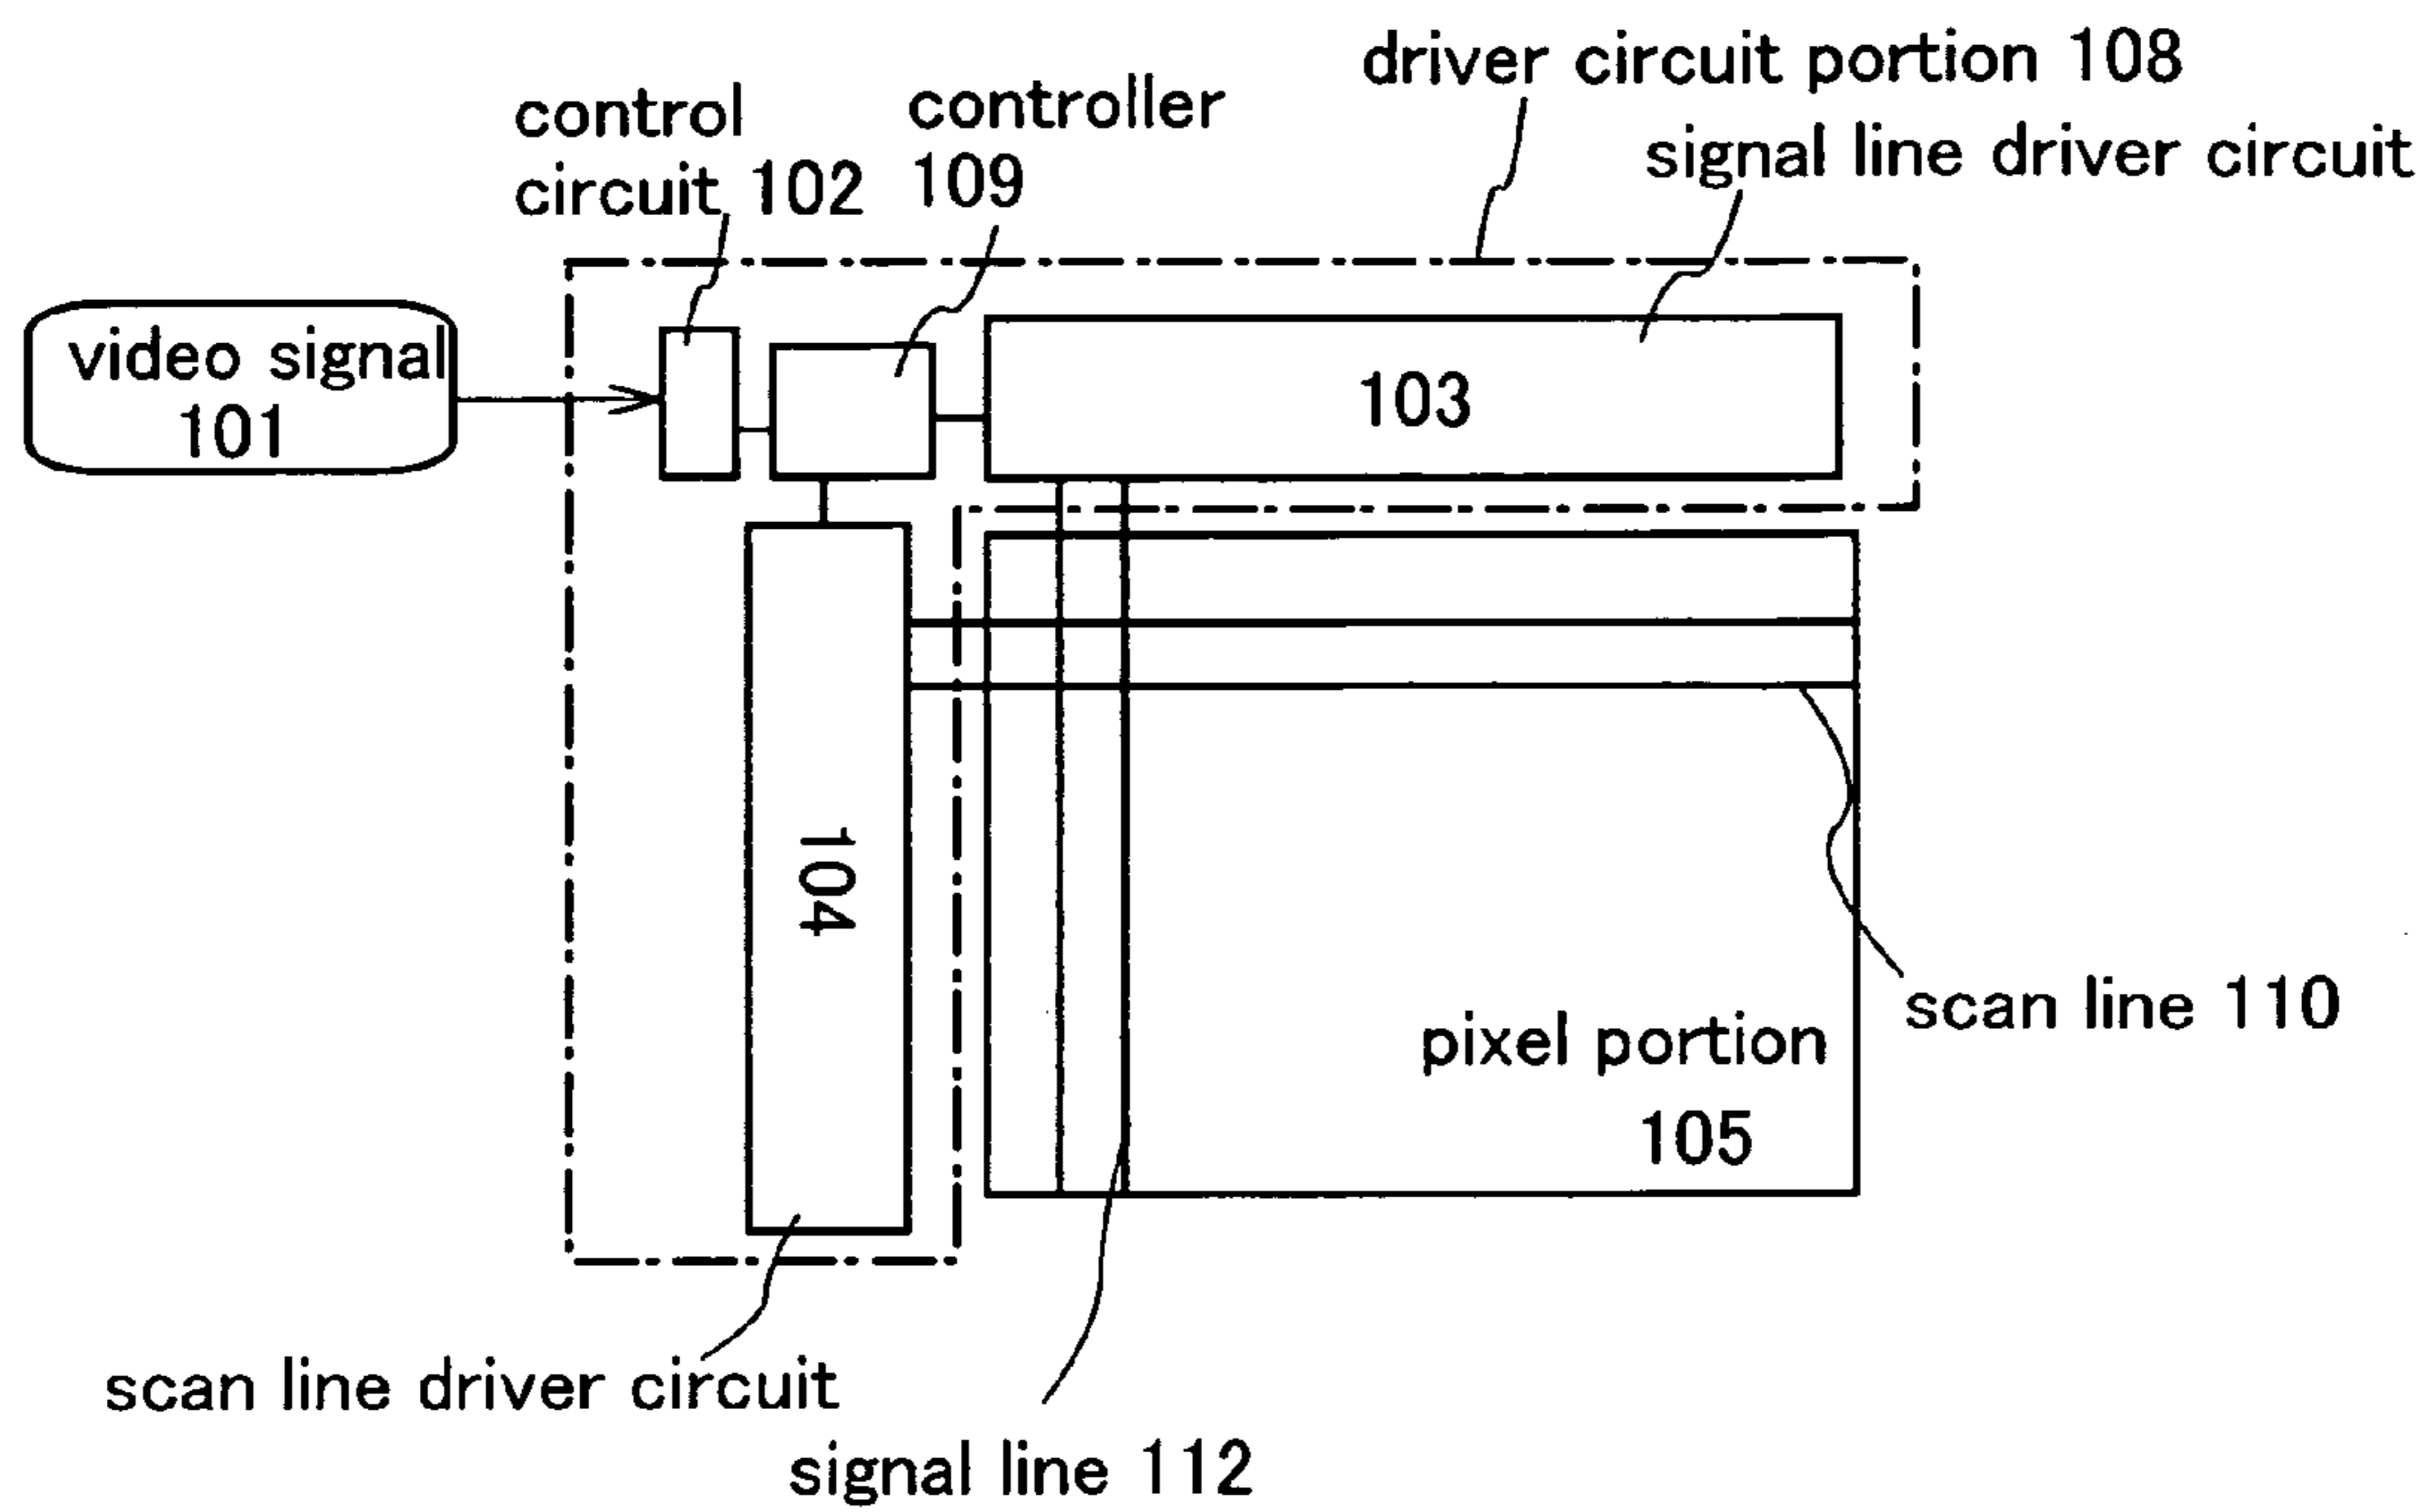 driver circuit portion 108
control
circuit 102
controller
109
signal line driver circuit
video signal
101
103
104
scan line 110
pixel portion
105
scan line driver circuit
signal line 112